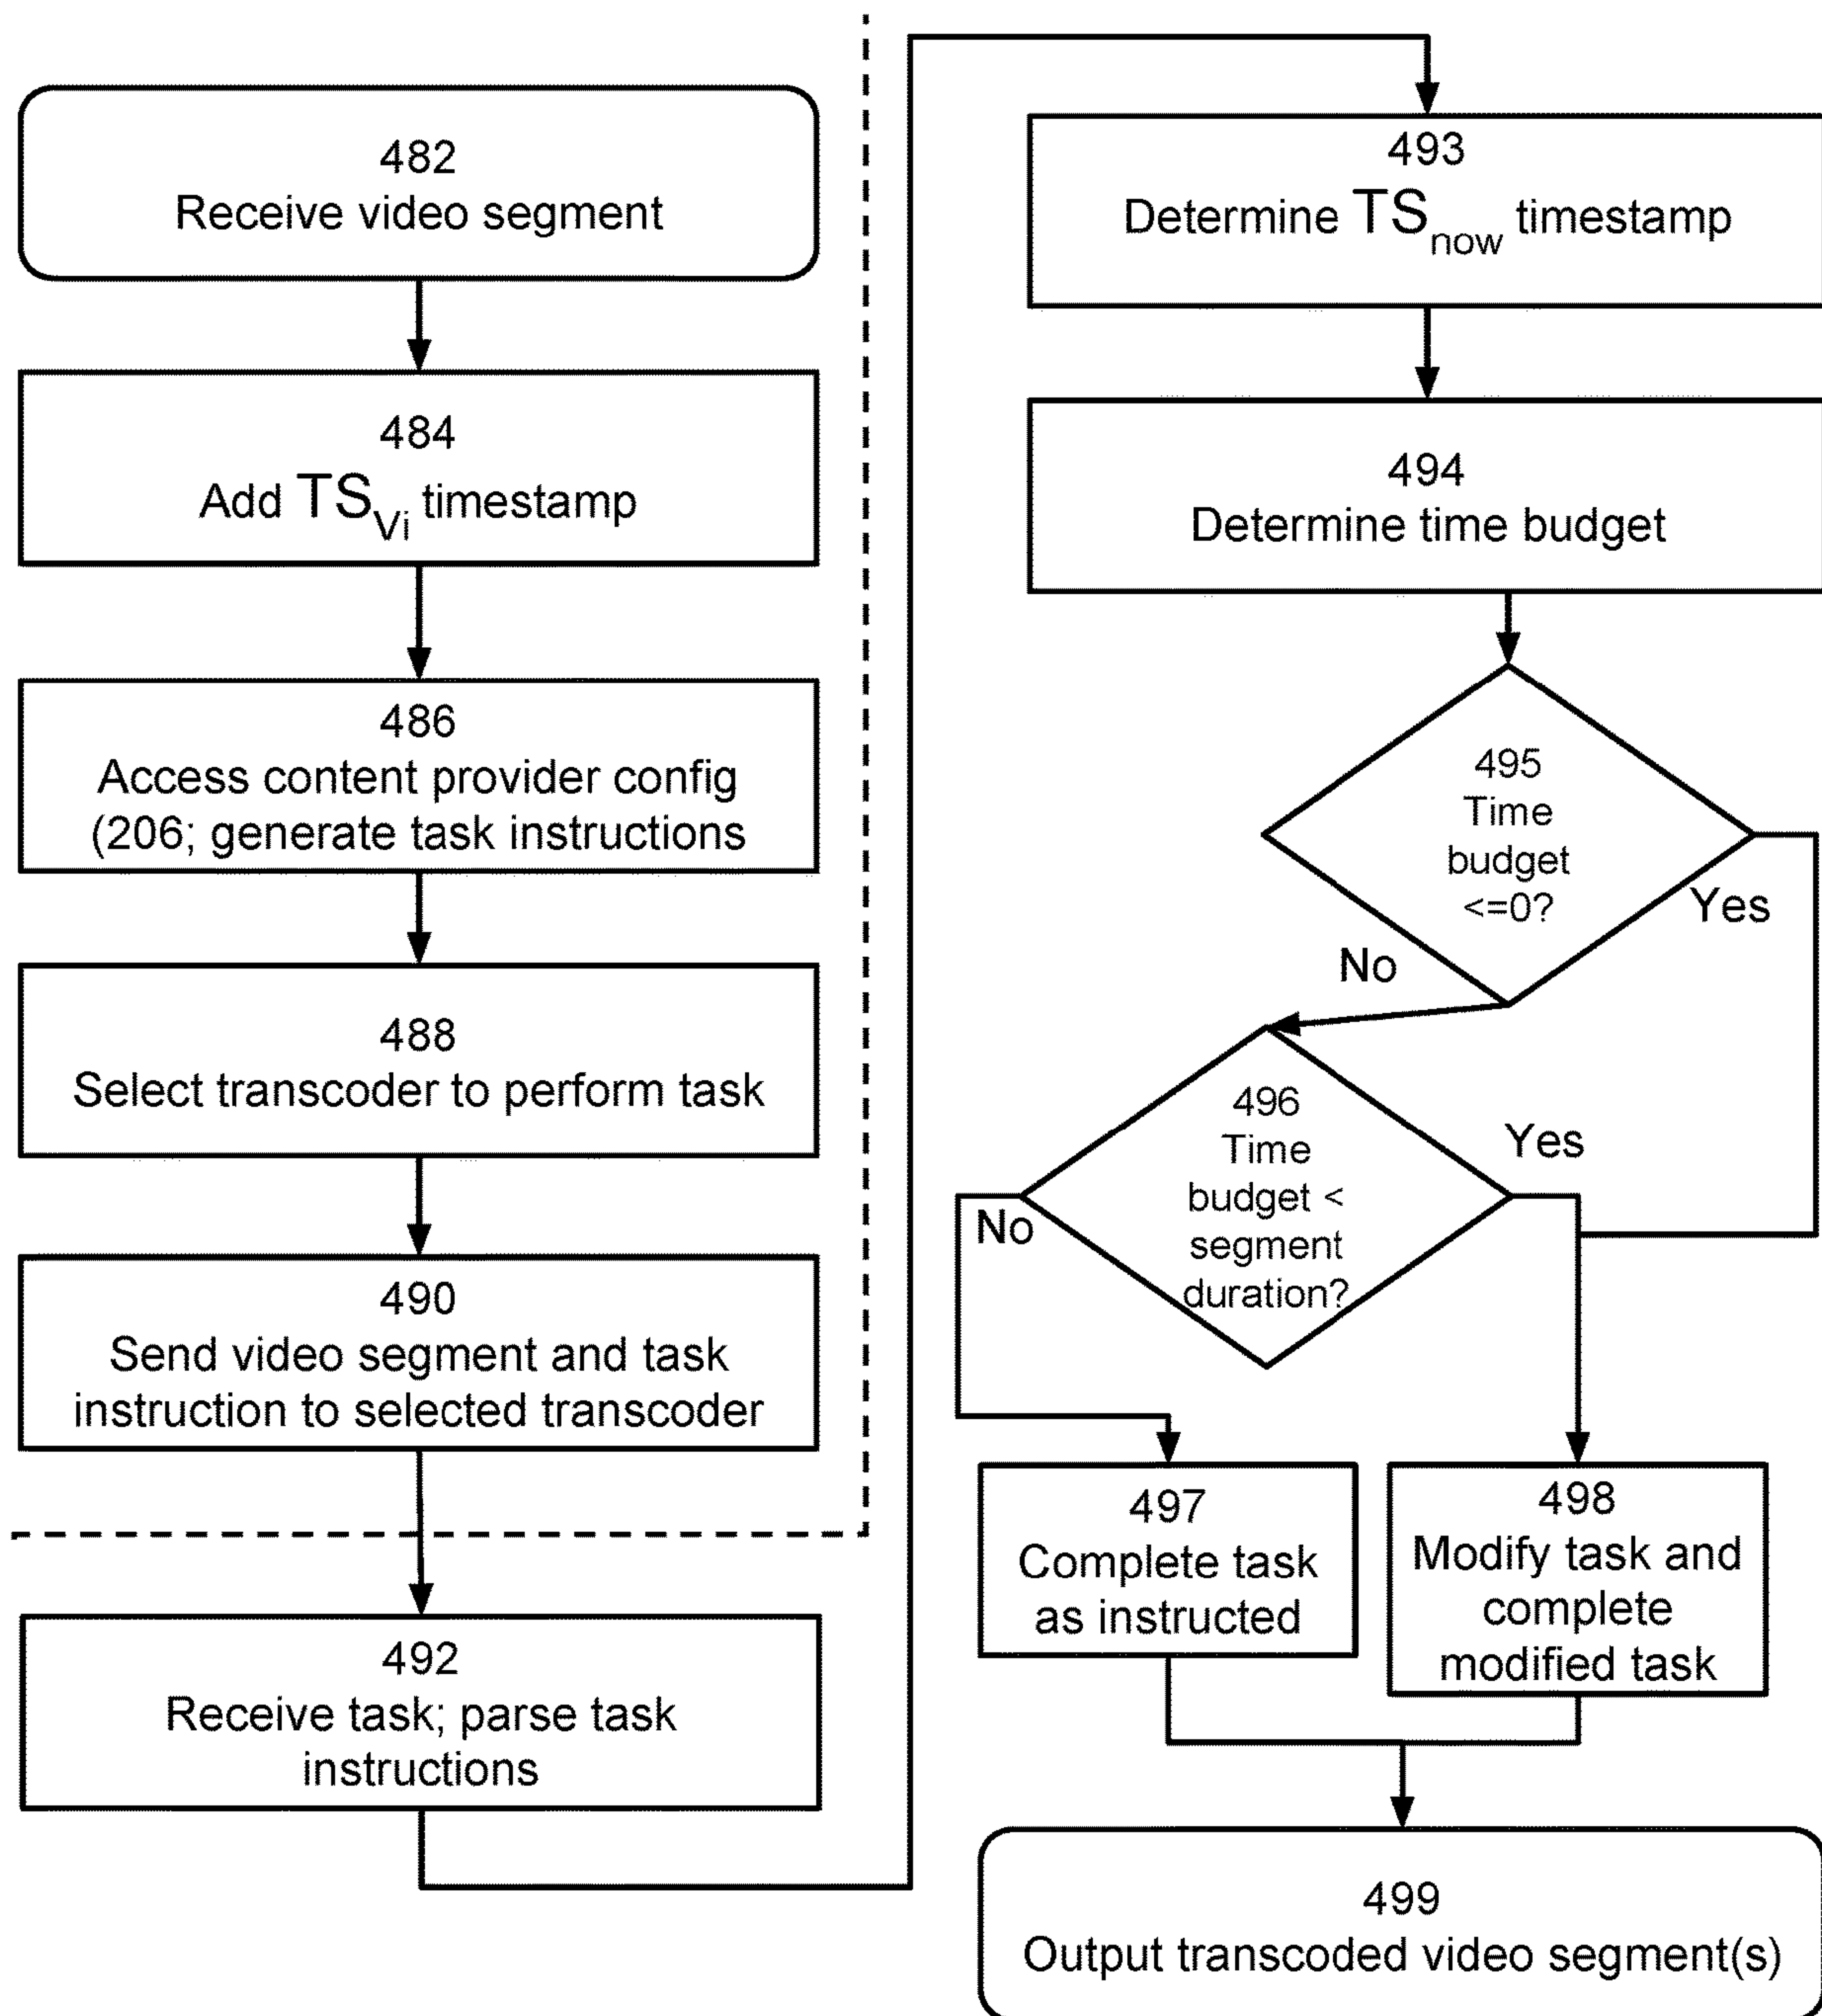 482
Receive video segment
484
Add TS_Vi timestamp
486
Access content provider config
(206; generate task instructions
488
Select transcoder to perform task
490
Send video segment and task
instruction to selected transcoder
492
Receive task; parse task
instructions
493
Determine TS_now timestamp
494
Determine time budget
495
Time
budget
<=0?
Yes
No
496
Time
budget <
segment
duration?
Yes
No
497
Complete task
as instructed
498
Modify task and
complete
modified task
499
Output transcoded video segment(s)